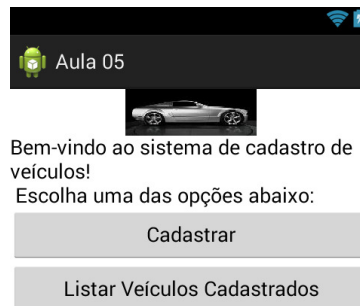 Aula 05
Bem-vindo ao sistema de cadastro de
veículos!
Escolha uma das opções abaixo:
Cadastrar
Listar Veículos Cadastrados